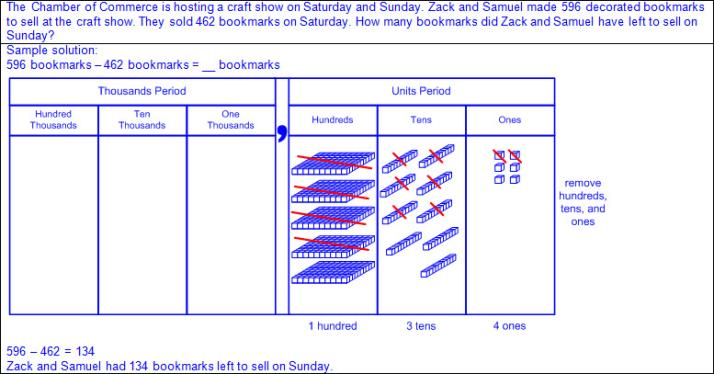 The Chamber of Commerce is hosting a craft show on Saturday and Sunday. Zack and Samuel made 596 decorated bookmarks
to sell at the craft show. They sold 462 bookmarks on Saturday. How many bookmarks did Zack and Samuel have left to sell on
Sunday?
Sample solution:
596 bookmarks – 462 bookmarks = __ bookmarks
Thousands Period
Units Period
Hundred
Thousands
Ten
Thousands
One
Thousands
,
Hundreds
Tens
Ones
remove
hundreds,
tens, and
ones
1 hundred
3 tens
4 ones
596 – 462 = 134
Zack and Samuel had 134 bookmarks left to sell on Sunday.